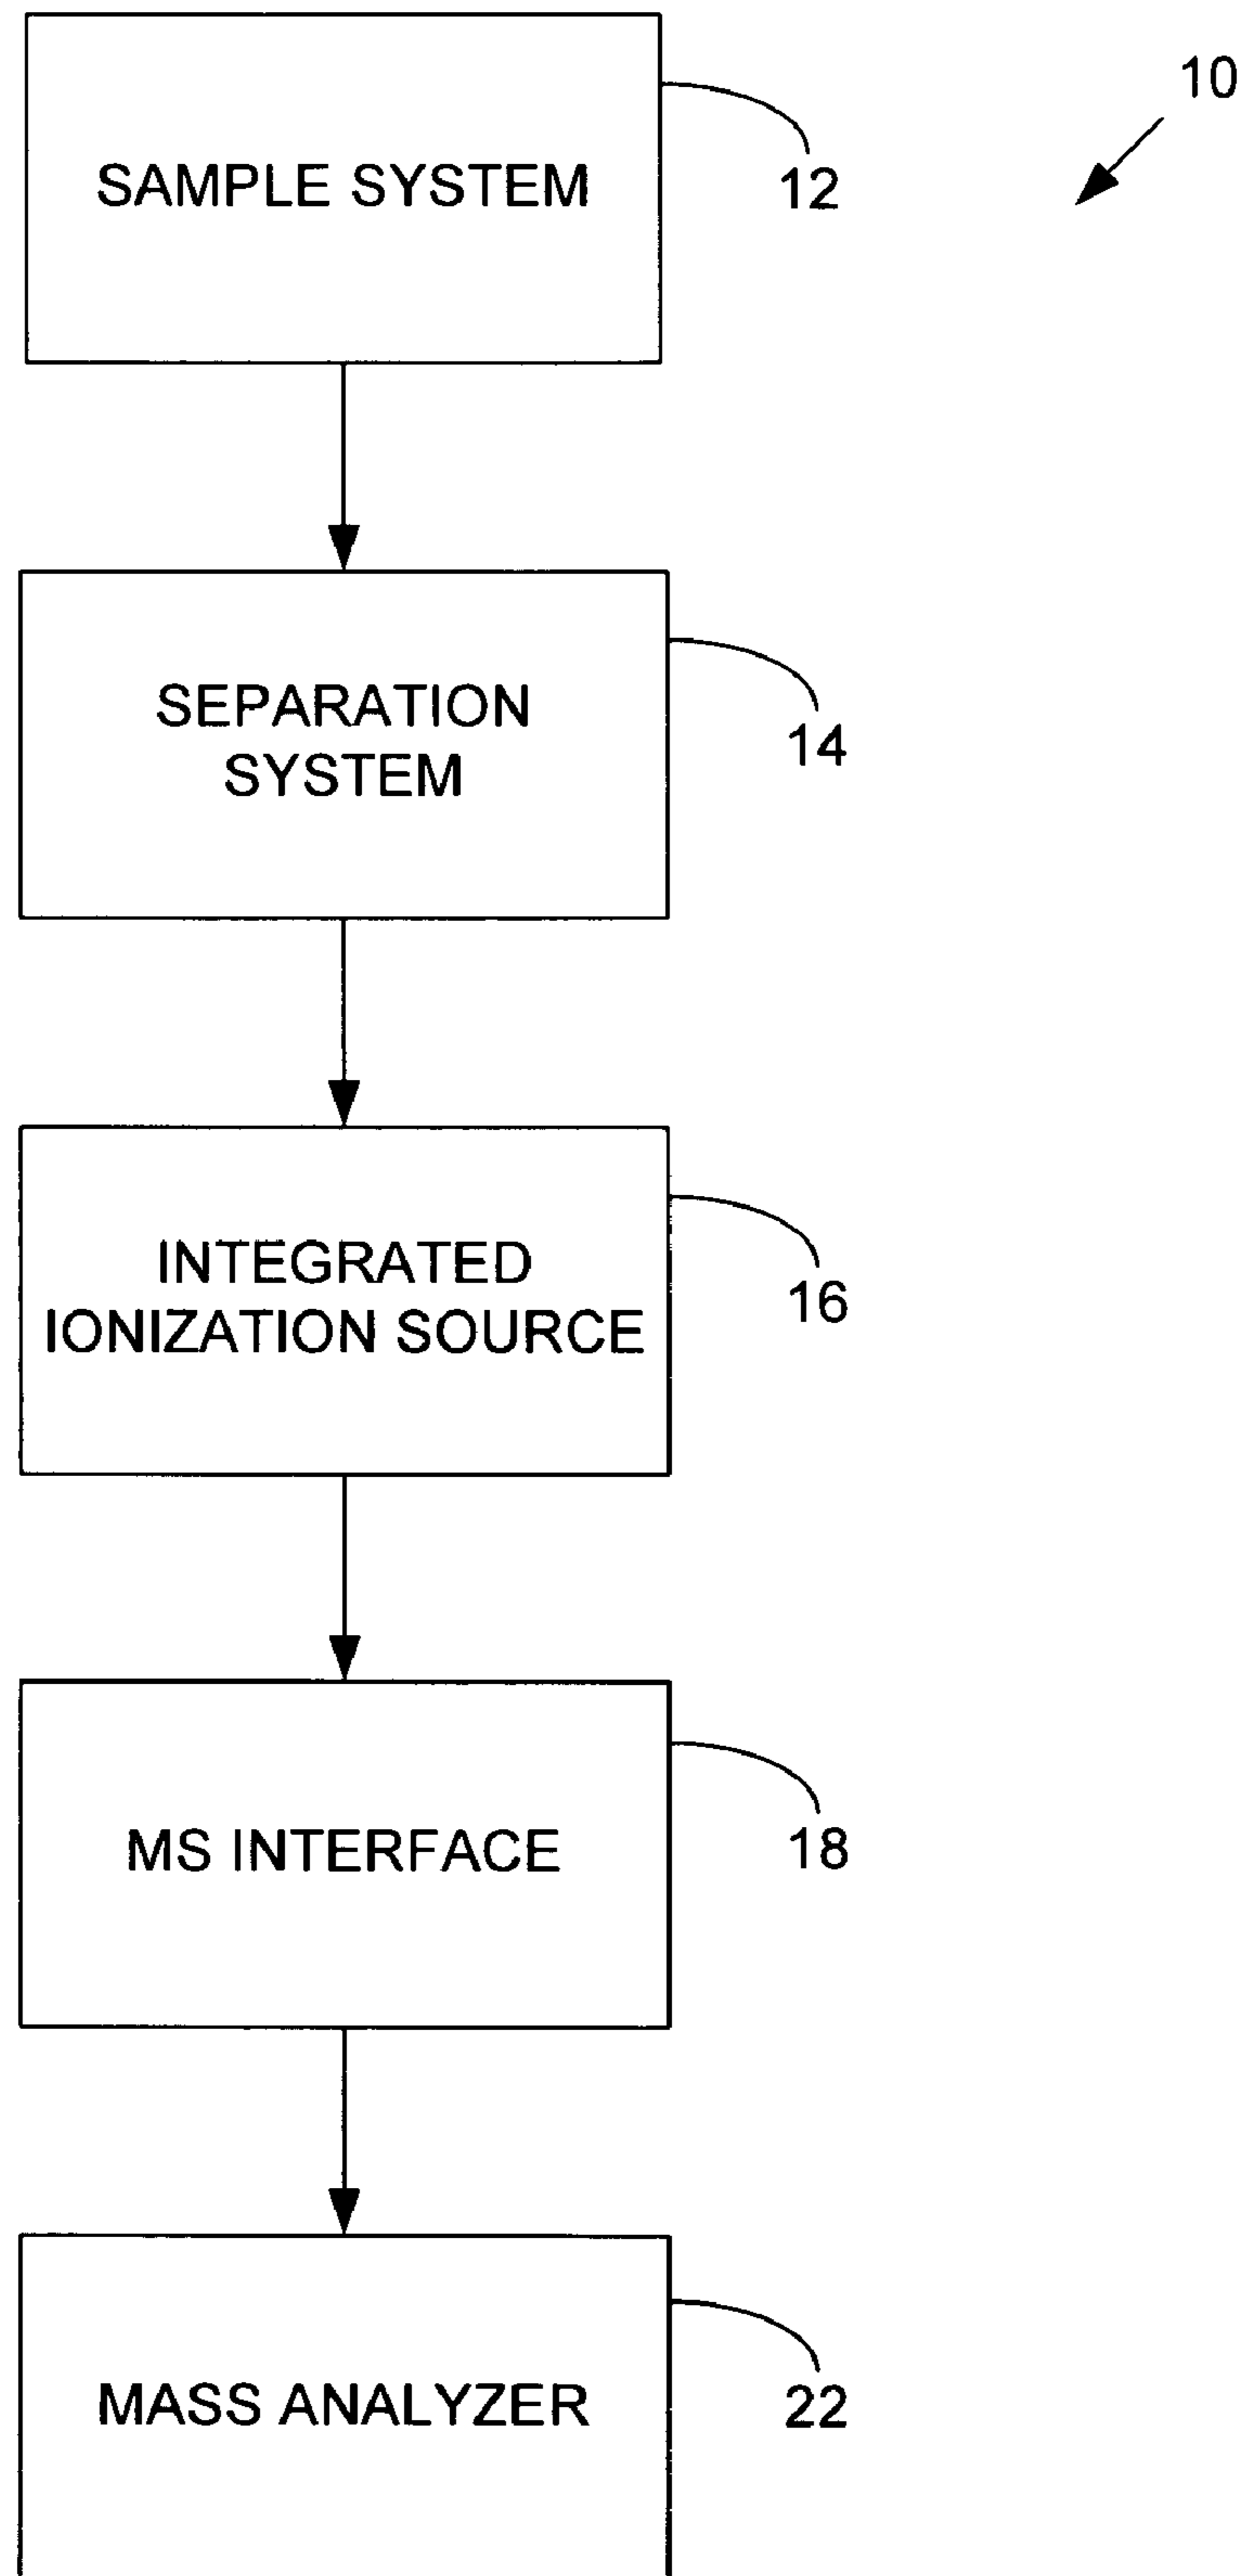 10
SAMPLE SYSTEM
12
SEPARATION
SYSTEM
14
INTEGRATED
IONIZATION SOURCE
16
MS INTERFACE
18
MASS ANALYZER
22